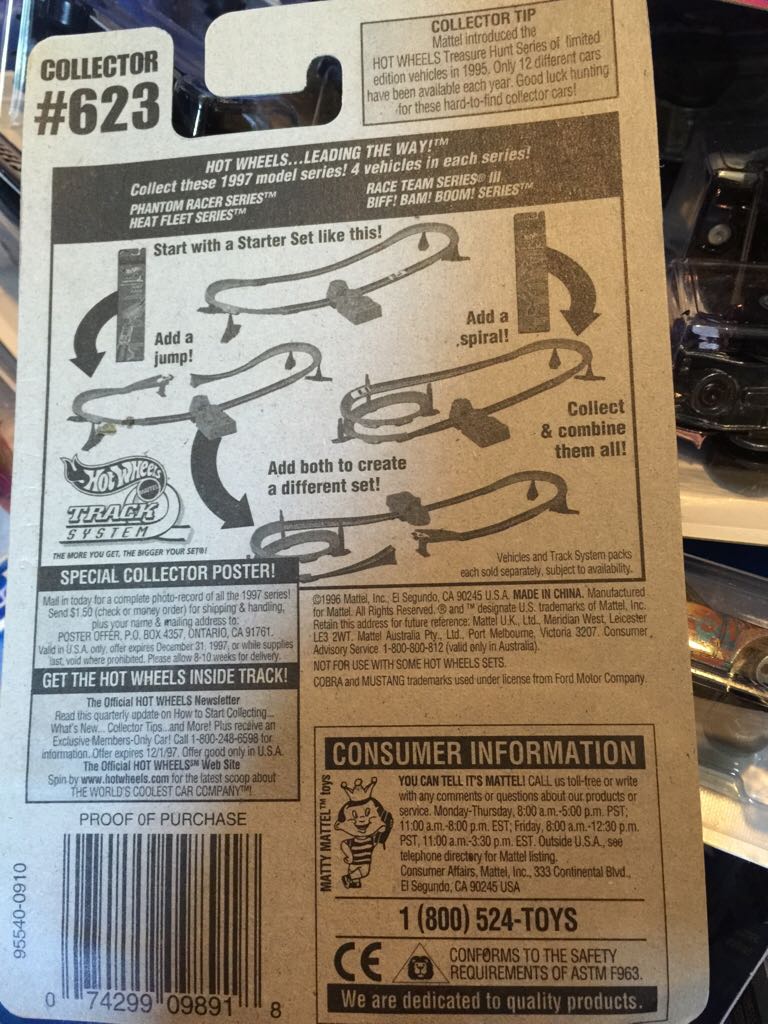 COLLECTOR
#623
COLLECTOR TIP
Mattel introduced the
HOT WHEELS Treasure Hunt Series of limited
edition vehicles in 1995. Only 12 different cars
have been available each year. Good luck hunting
for these hard-to-find collector cars!
HOT WHEELS...LEADING THE WAY!™
Collect these 1997 model series! 4 vehicles in each series!
PHANTOM RACER SERIES™
HEAT FLEET SERIES™
RACE TEAM SERIES® III
BIFF! BAM! BOOM! SERIES™
Start with a Starter Set like this!
Add a
jump!
Add a
spiral!
Collect
& combine
them all!
Add both to create
a different set!
HOT WHEELS
MATTEL
TRACK
SYSTEM
THE MORE YOU GET, THE BIGGER YOUR SET®!
Vehicles and Track System packs
each sold separately, subject to availability.
SPECIAL COLLECTOR POSTER!
Mail in today for a complete photo-record of all the 1997 series!
Send $1.50 (check or money order) for shipping & handling,
plus your name & mailing address to:
POSTER OFFER, P.O. BOX 4357, ONTARIO, CA 91761.
Valid in U.S.A. only, offer expires December 31, 1997, or while supplies
last, void where prohibited. Please allow 8-10 weeks for delivery.
GET THE HOT WHEELS INSIDE TRACK!
The Official HOT WHEELS Newsletter
Read this quarterly update on How to Start Collecting...
What's New... Collector Tips...and More! Plus receive an
Exclusive Members-Only Car! Call 1-800-248-6598 for
information. Offer expires 12/1/97. Offer good only in U.S.A.
The Official HOT WHEELS℠ Web Site
Spin by www.hotwheels.com for the latest scoop about
THE WORLD'S COOLEST CAR COMPANY™!
©1996 Mattel, Inc., El Segundo, CA 90245 U.S.A. MADE IN CHINA. Manufactured
for Mattel. All Rights Reserved. ® and ™ designate U.S. trademarks of Mattel, Inc.
Retain this address for future reference: Mattel U.K., Ltd., Meridian West, Leicester
LE3 2WT. Mattel Australia Pty., Ltd., Port Melbourne, Victoria 3207. Consumer
Advisory Service 1-800-800-812 (valid only in Australia).
NOT FOR USE WITH SOME HOT WHEELS SETS.
COBRA and MUSTANG trademarks used under license from Ford Motor Company.
PROOF OF PURCHASE
95540-0910
0 74299 09891 8
CONSUMER INFORMATION
MATTY MATTEL™ toys
YOU CAN TELL IT'S MATTEL! CALL us toll-free or write
with any comments or questions about our products or
service. Monday-Thursday, 8:00 a.m.-5:00 p.m. PST;
11:00 a.m.-8:00 p.m. EST; Friday, 8:00 a.m.-12:30 p.m.
PST, 11:00 a.m.-3:30 p.m. EST. Outside U.S.A., see
telephone directory for Mattel listing.
Consumer Affairs, Mattel, Inc., 333 Continental Blvd.,
El Segundo, CA 90245 USA
1 (800) 524-TOYS
CE
CONFORMS TO THE SAFETY
REQUIREMENTS OF ASTM F963.
We are dedicated to quality products.